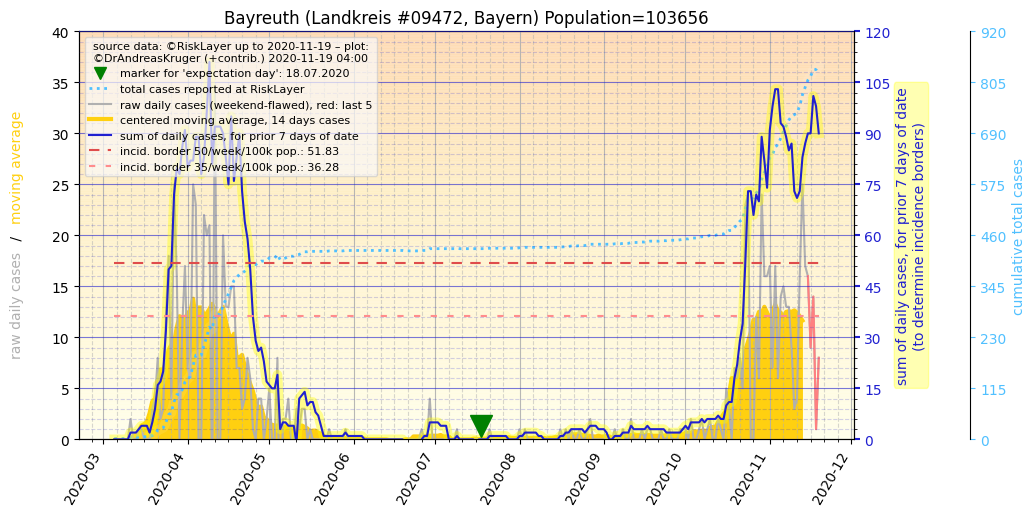 Bayreuth (Landkreis #09472, Bayern) Population=103656
source data: ©RiskLayer up to 2020-11-19 – plot:
©DrAndreasKruger (+contrib.) 2020-11-19 04:00
marker for 'expectation day': 18.07.2020
total cases reported at RiskLayer
raw daily cases (weekend-flawed), red: last 5
centered moving average, 14 days cases
sum of daily cases, for prior 7 days of date
incid. border 50/week/100k pop.: 51.83
incid. border 35/week/100k pop.: 36.28
raw daily cases / moving average
40
35
30
25
20
15
10
5
0
120
105
90
75
60
45
30
15
0
sum of daily cases, for prior 7 days of date
(to determine incidence borders)
920
805
690
575
460
345
230
115
0
cumulative total cases
2020-03
2020-04
2020-05
2020-06
2020-07
2020-08
2020-09
2020-10
2020-11
2020-12